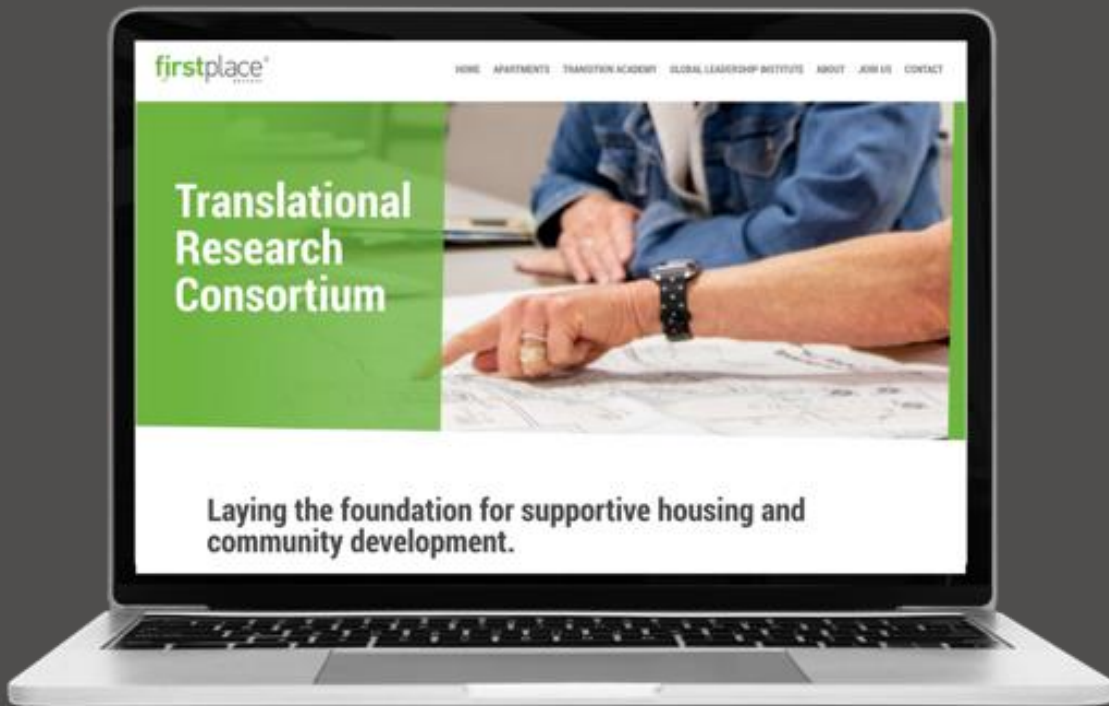 firstplace®
HOME APARTMENTS TRANSITION ACADEMY GLOBAL LEADERSHIP INSTITUTE ABOUT JOIN US CONTACT
Translational
Research
Consortium
Laying the foundation for supportive housing and
community development.